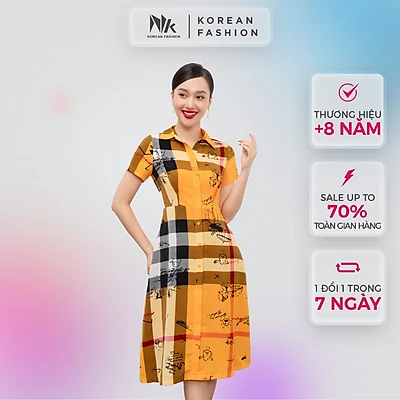 NK
KOREAN FASHION
KOREAN
FASHION
THƯƠNG HIỆU
+8 NĂM
SALE UP TO
70%
TOÀN GIAN HÀNG
1 ĐỔI 1 TRONG
7 NGÀY